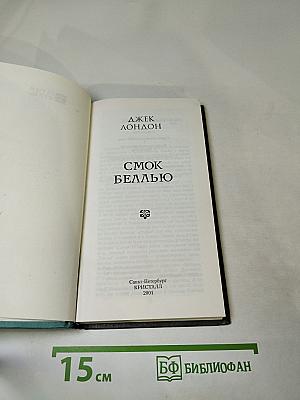 ДЖЕК
ЛОНДОН
СМОК
БЕЛЛЬЮ
Санкт-Петербург
КРИСТАЛЛ
2001
15 см
БФ БИБЛИОФАН